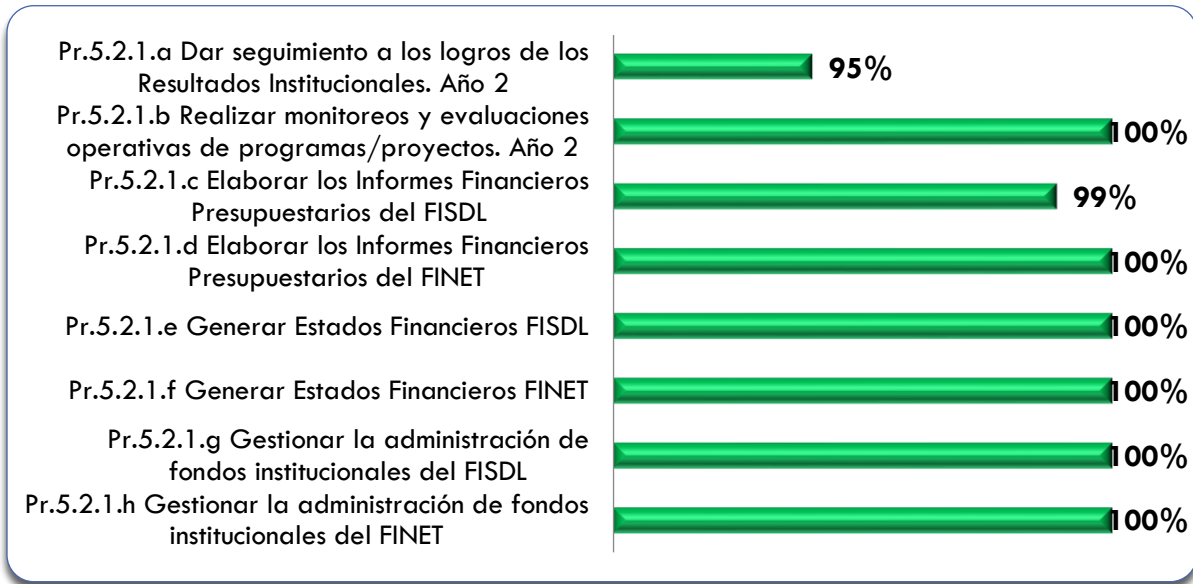 Pr.5.2.1.a Dar seguimiento a los logros de los
Resultados Institucionales. Año 2
95%
Pr.5.2.1.b Realizar monitoreos y evaluaciones
operativas de programas/proyectos. Año 2
100%
Pr.5.2.1.c Elaborar los Informes Financieros
Presupuestarios del FISDL
99%
Pr.5.2.1.d Elaborar los Informes Financieros
Presupuestarios del FINET
100%
Pr.5.2.1.e Generar Estados Financieros FISDL
100%
Pr.5.2.1.f Generar Estados Financieros FINET
100%
Pr.5.2.1.g Gestionar la administración de
fondos institucionales del FISDL
100%
Pr.5.2.1.h Gestionar la administración de fondos
institucionales del FINET
100%